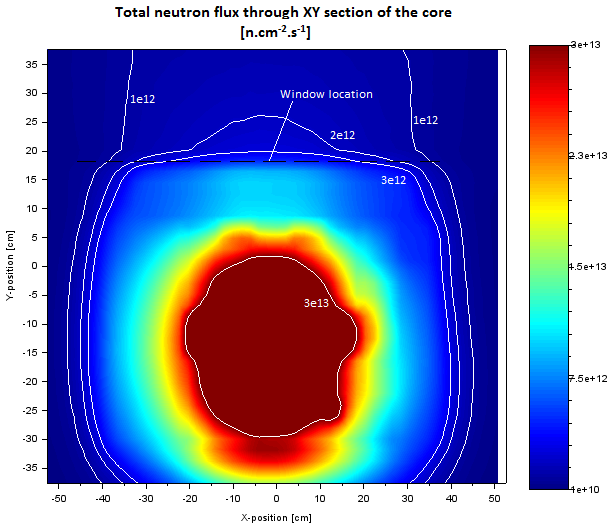 Total neutron flux through XY section of the core
[n.cm-2.s-1]
35
30
25
20
15
10
5
0
-5
-10
-15
-20
-25
-30
-35
Y-position [cm]
1e12
Window location
2e12
1e12
3e12
3e13
-50
-40
-30
-20
-10
0
10
20
30
40
50
X-position [cm]
3e+13
2.3e+13
1.5e+13
7.5e+12
1e+10